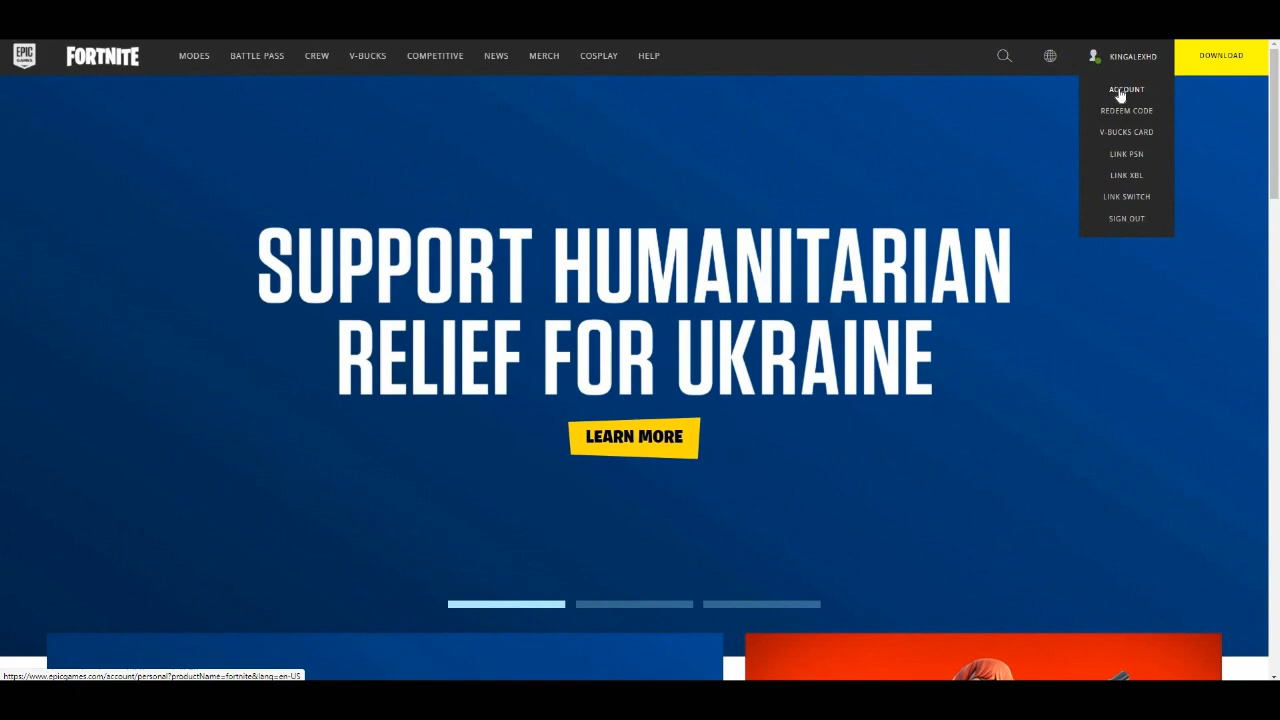 EPIC GAMES
FORTNITE
MODES
BATTLE PASS
CREW
V-BUCKS
COMPETITIVE
NEWS
MERCH
COSPLAY
HELP
KINGALEXHD
DOWNLOAD
ACCOUNT
REDEEM CODE
V-BUCKS CARD
LINK PSN
LINK XBL
LINK SWITCH
SIGN OUT
SUPPORT HUMANITARIAN
RELIEF FOR UKRAINE
LEARN MORE
https://www.epicgames.com/account/personal?productName=fortnite&lang=en-US